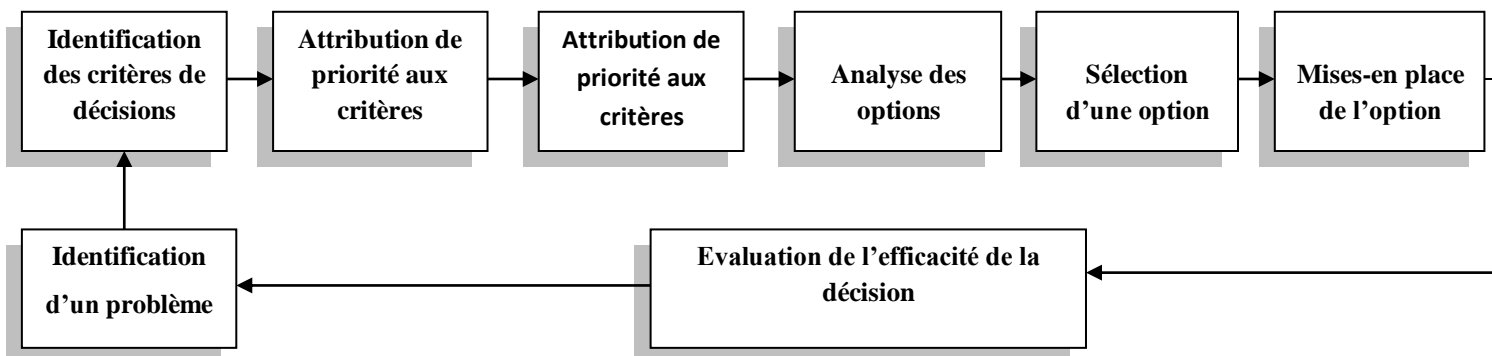 Identification
des critères de
décisions
Attribution de
priorité aux
critères
Attribution de
priorité aux
critères
Analyse des
options
Sélection
d’une option
Mises-en place
de l’option
Identification
d’un problème
Evaluation de l’efficacité de la
décision